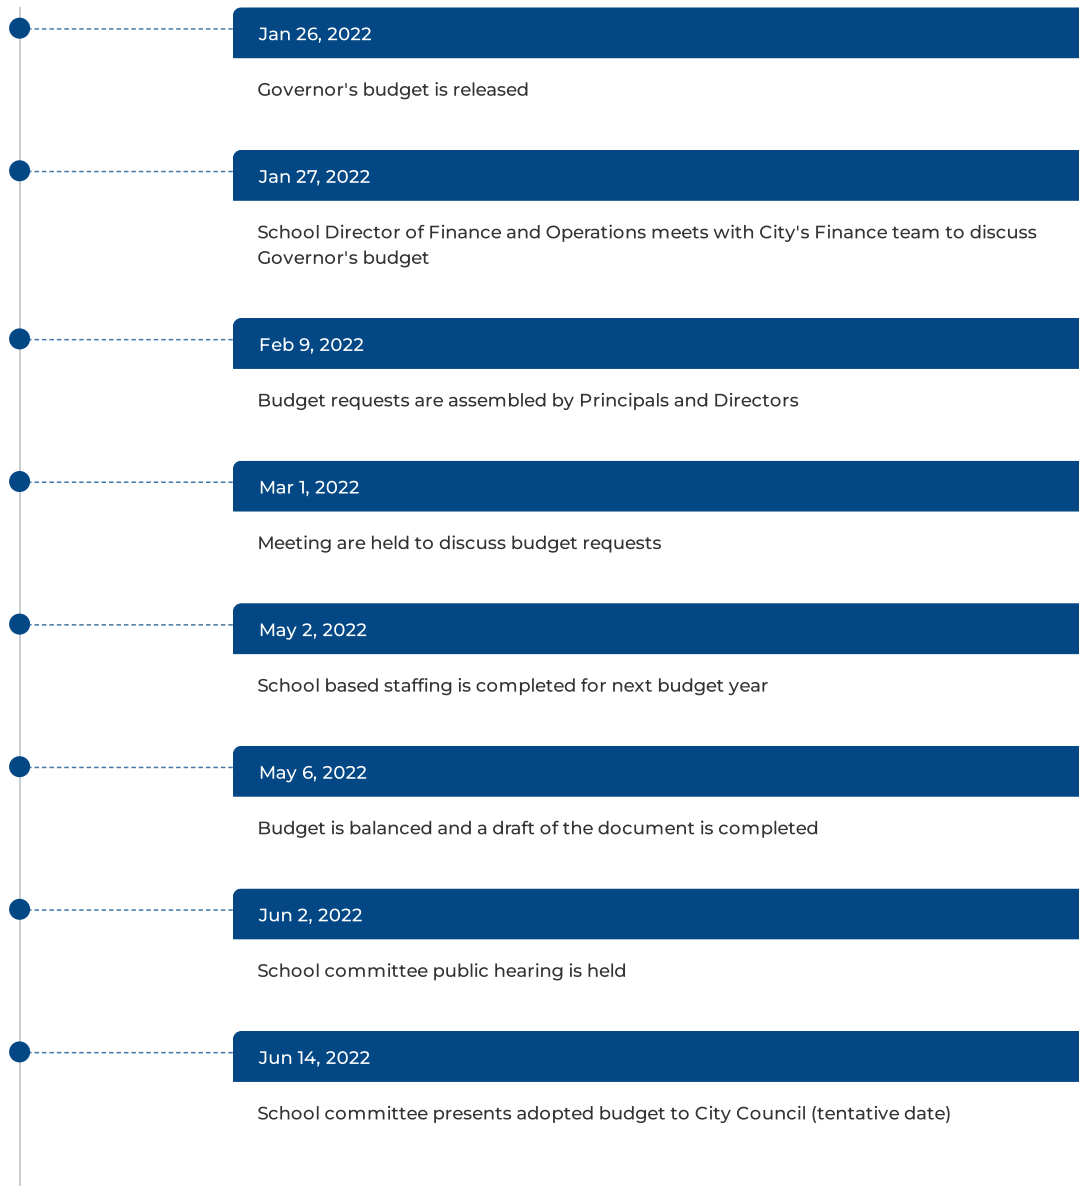 Jan 26, 2022
Governor's budget is released
Jan 27, 2022
School Director of Finance and Operations meets with City's Finance team to discuss
Governor's budget
Feb 9, 2022
Budget requests are assembled by Principals and Directors
Mar 1, 2022
Meeting are held to discuss budget requests
May 2, 2022
School based staffing is completed for next budget year
May 6, 2022
Budget is balanced and a draft of the document is completed
Jun 2, 2022
School committee public hearing is held
Jun 14, 2022
School committee presents adopted budget to City Council (tentative date)